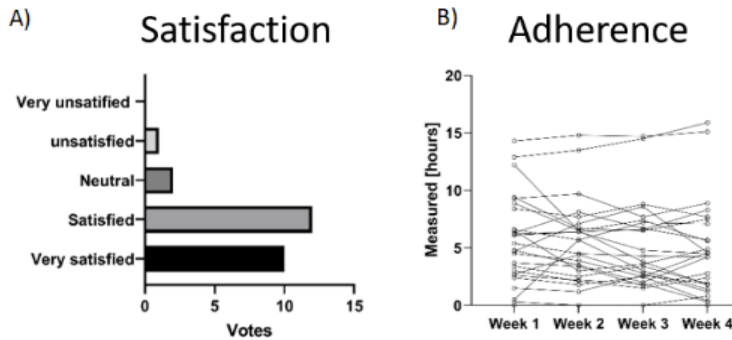 A)
Satisfaction
Very unsatified
unsatisfied
Neutral
Satisfied
Very satisfied
0 5 10 15
Votes
B)
Adherence
Measured [hours]
20
15
10
5
0
Week 1 Week 2 Week 3 Week 4